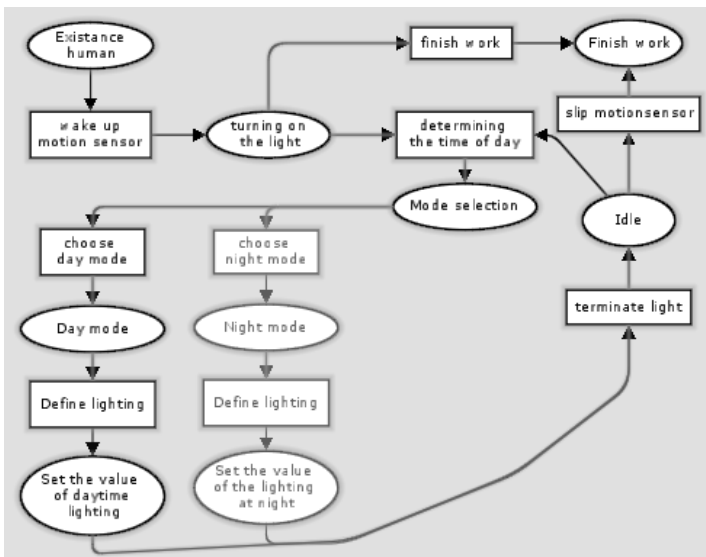 Existance
human
finish work
Finish work
wake up
motion sensor
turning on
the light
determining
the time of day
slip motionsensor
Mode selection
Idle
choose
day mode
choose
night mode
terminate light
Day mode
Night mode
Define lighting
Define lighting
Set the value
of daytime
lighting
Set the value
of the lighting
at night